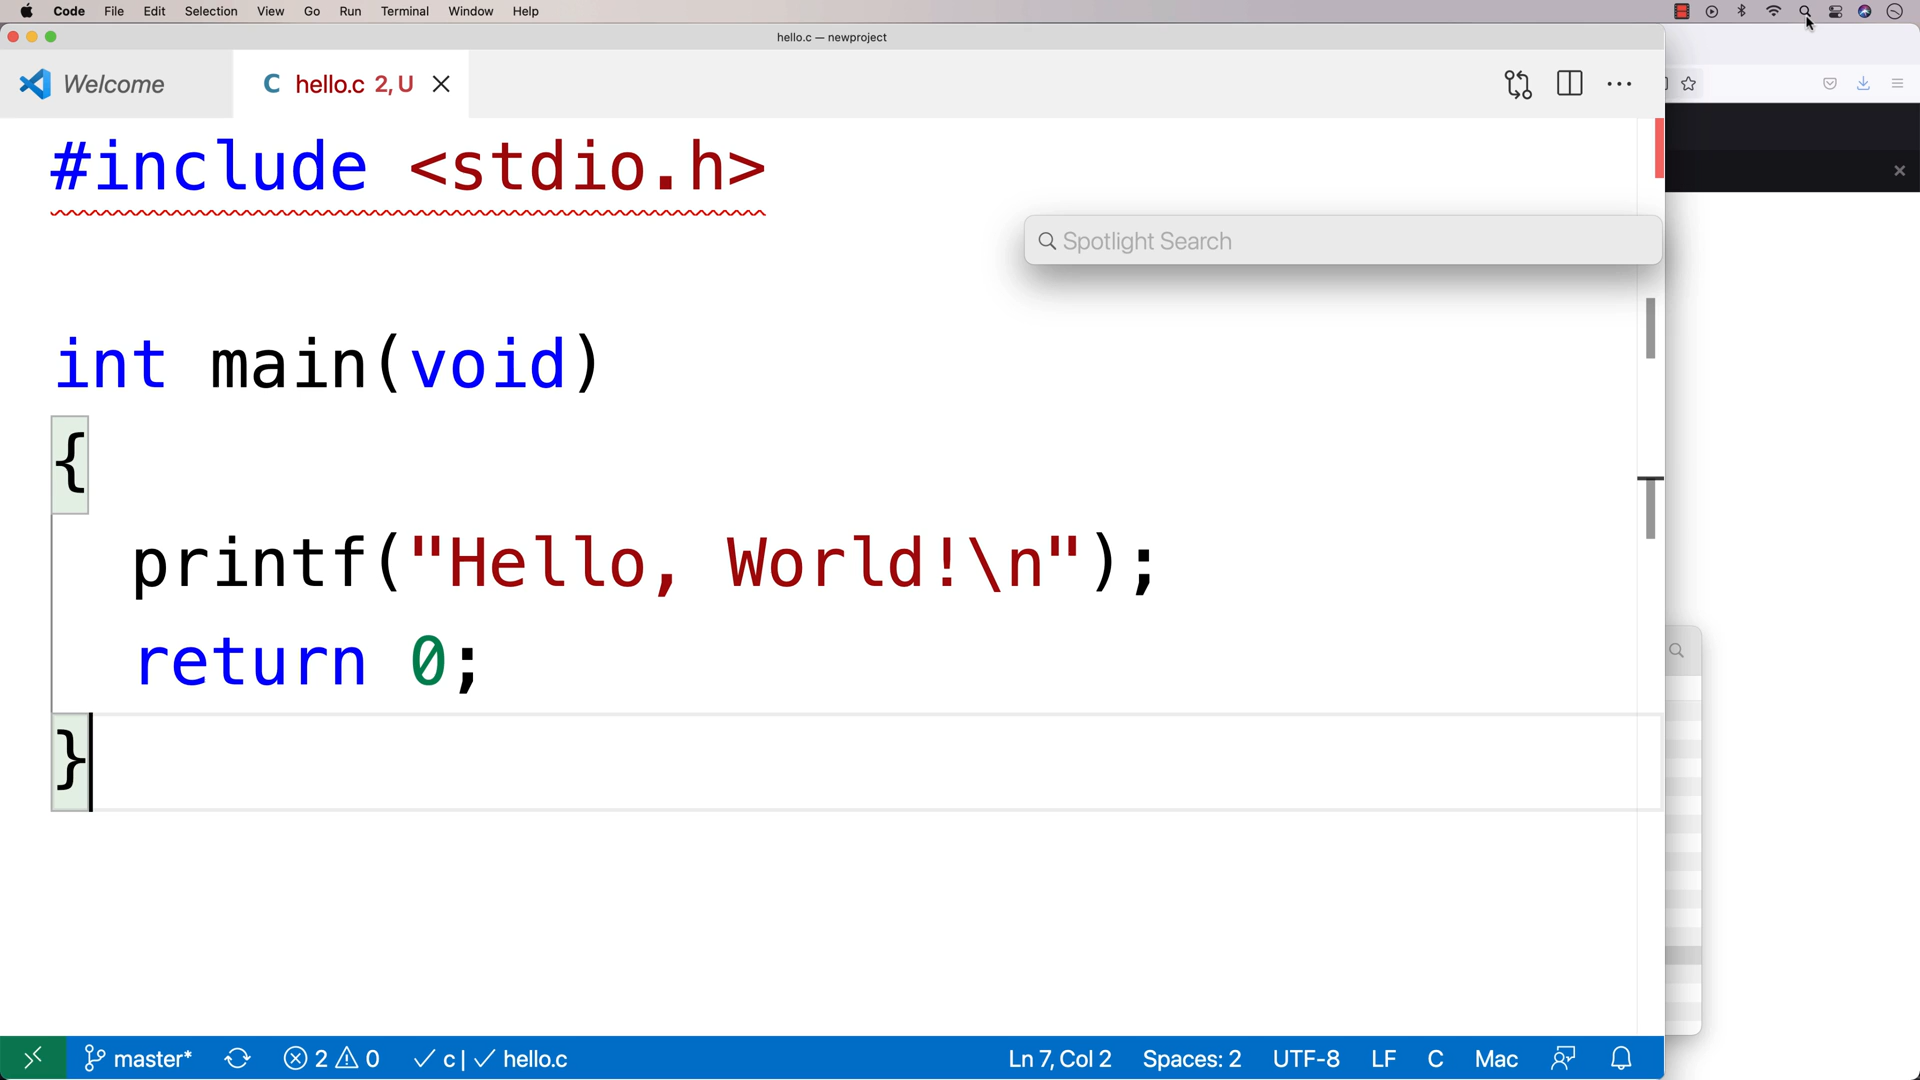 Code File Edit Selection View Go Run Terminal Window Help
hello.c — newproject
Welcome
C hello.c 2, U
#include <stdio.h>
Spotlight Search
int main(void)
{
printf("Hello, World!\n");
return 0;
}
master* 2 0 c | hello.c Ln 7, Col 2 Spaces: 2 UTF-8 LF C Mac